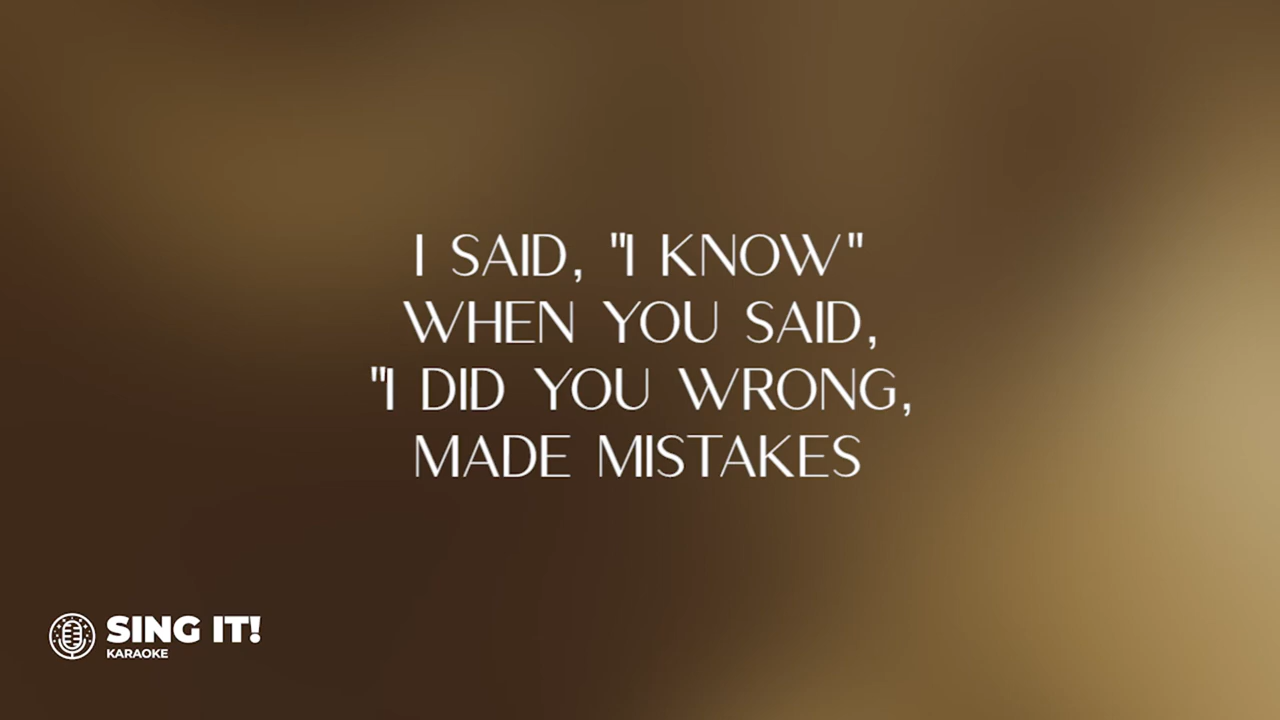 I SAID, "I KNOW"
WHEN YOU SAID,
"I DID YOU WRONG,
MADE MISTAKES
SING IT!
KARAOKE